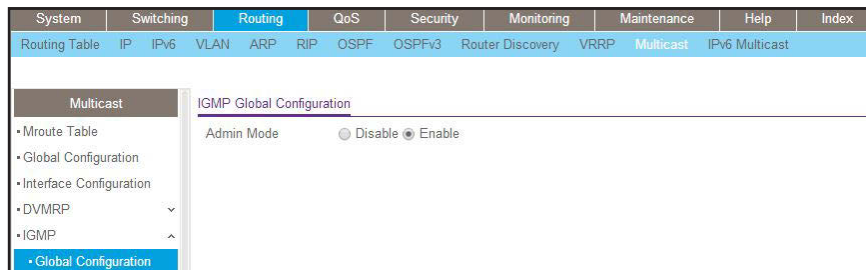 System Switching Routing QoS Security Monitoring Maintenance Help Index
Routing Table IP IPv6 VLAN ARP RIP OSPF OSPFv3 Router Discovery VRRP Multicast IPv6 Multicast
Multicast
IGMP Global Configuration
Mroute Table
Admin Mode Disable Enable
Global Configuration
Interface Configuration
DVMRP
IGMP
Global Configuration